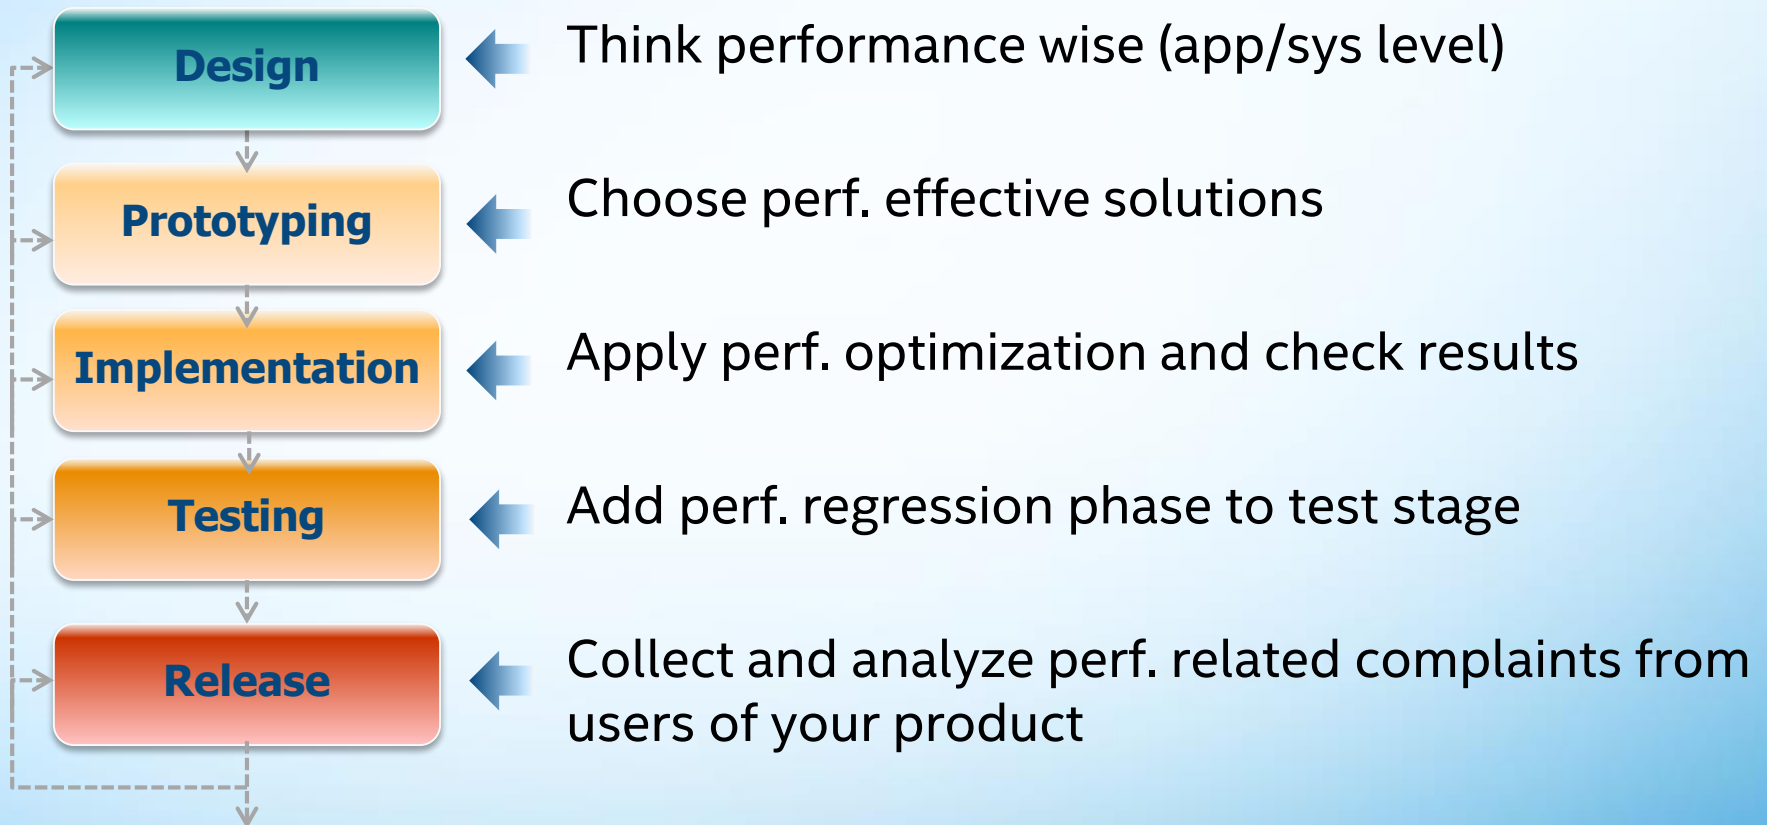 Design
Think performance wise (app/sys level)
Prototyping
Choose perf. effective solutions
Implementation
Apply perf. optimization and check results
Testing
Add perf. regression phase to test stage
Release
Collect and analyze perf. related complaints from
users of your product